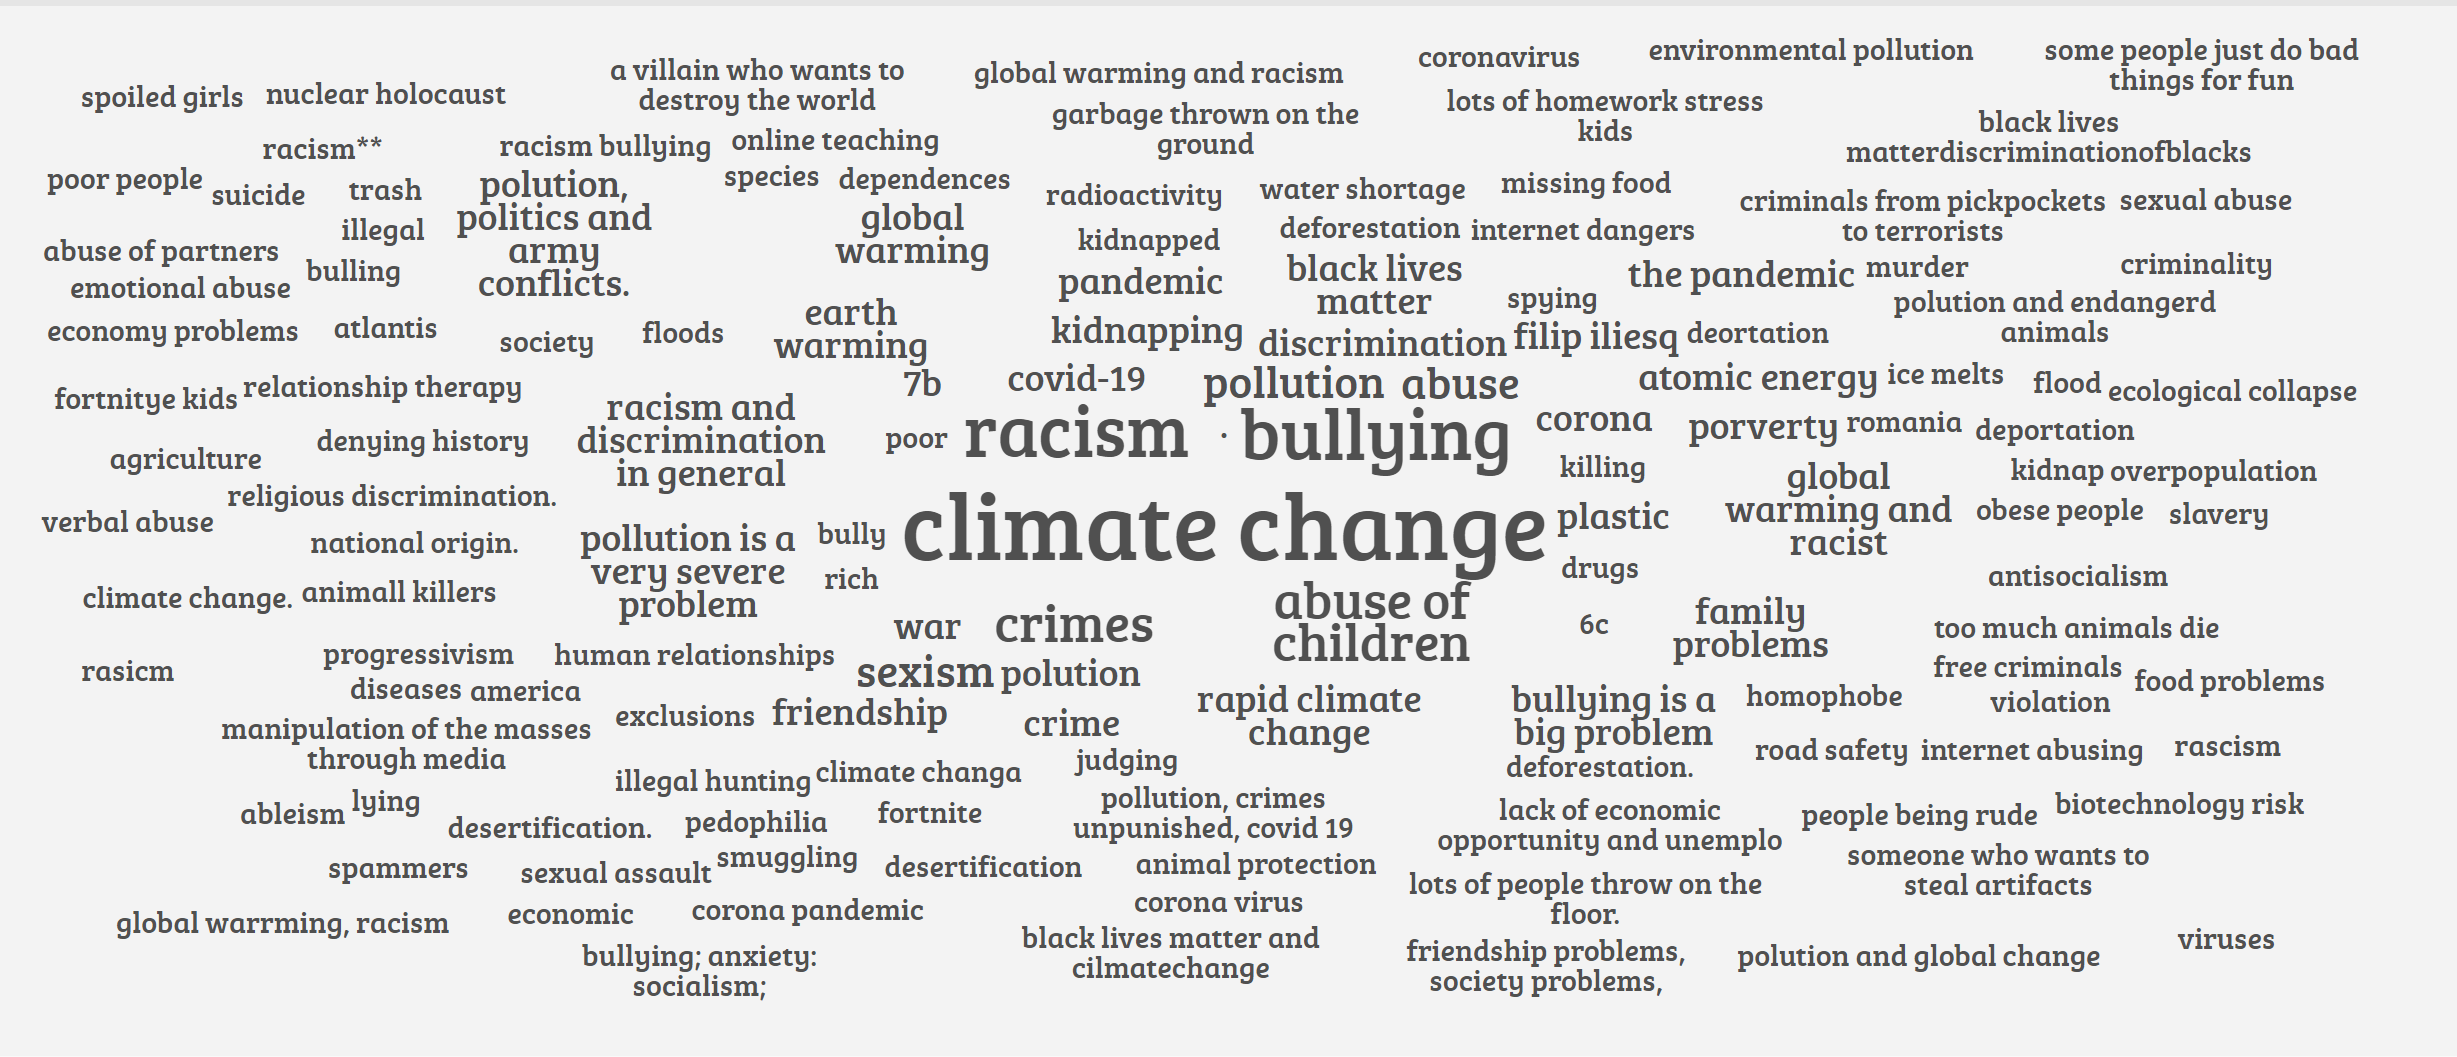 coronavirus
environmental pollution
some people just do bad
things for fun
a villain who wants to
destroy the world
global warming and racism
spoiled girls
nuclear holocaust
lots of homework stress
kids
garbage thrown on the
ground
black lives
matterdiscriminationofblacks
racism**
racism bullying
online teaching
poor people
suicide
trash
polution,
politics and
army
conflicts.
species
dependences
radioactivity
water shortage
missing food
criminals from pickpockets
to terrorists
sexual abuse
illegal
global
warming
kidnapped
deforestation
internet dangers
abuse of partners
bulling
emotional abuse
pandemic
black lives
matter
spying
the pandemic
murder
criminality
polution and endangerd
animals
economy problems
atlantis
society
floods
earth
warming
kidnapping
discrimination
filip iliesq
deortation
fortnitye kids
relationship therapy
7b
covid-19
pollution
abuse
atomic energy
ice melts
flood
ecological collapse
racism and
discrimination
in general
poor
racism
.
bullying
corona
porverty
romania
deportation
agriculture
denying history
killing
global
warming and
racist
kidnap
overpopulation
religious discrimination.
verbal abuse
national origin.
pollution is a
very severe
problem
bully
climate change
plastic
obese people
slavery
rich
drugs
antisocialism
climate change.
animall killers
war
crimes
abuse of
children
6c
family
problems
too much animals die
rasicm
progressivism
human relationships
sexism
polution
free criminals
food problems
diseases
america
violation
manipulation of the masses
through media
exclusions
friendship
crime
rapid climate
change
bullying is a
big problem
homophobe
road safety
internet abusing
rascism
illegal hunting
climate changa
judging
deforestation.
ableism
lying
desertification.
pedophilia
fortnite
pollution, crimes
unpunished, covid 19
lack of economic
opportunity and unemplo
people being rude
biotechnology risk
spammers
sexual assault
smuggling
desertification
animal protection
someone who wants to
steal artifacts
lots of people throw on the
floor.
global warrming, racism
economic
corona pandemic
corona virus
bullying; anxiety:
socialism;
black lives matter and
cilmatechange
friendship problems,
society problems,
polution and global change
viruses